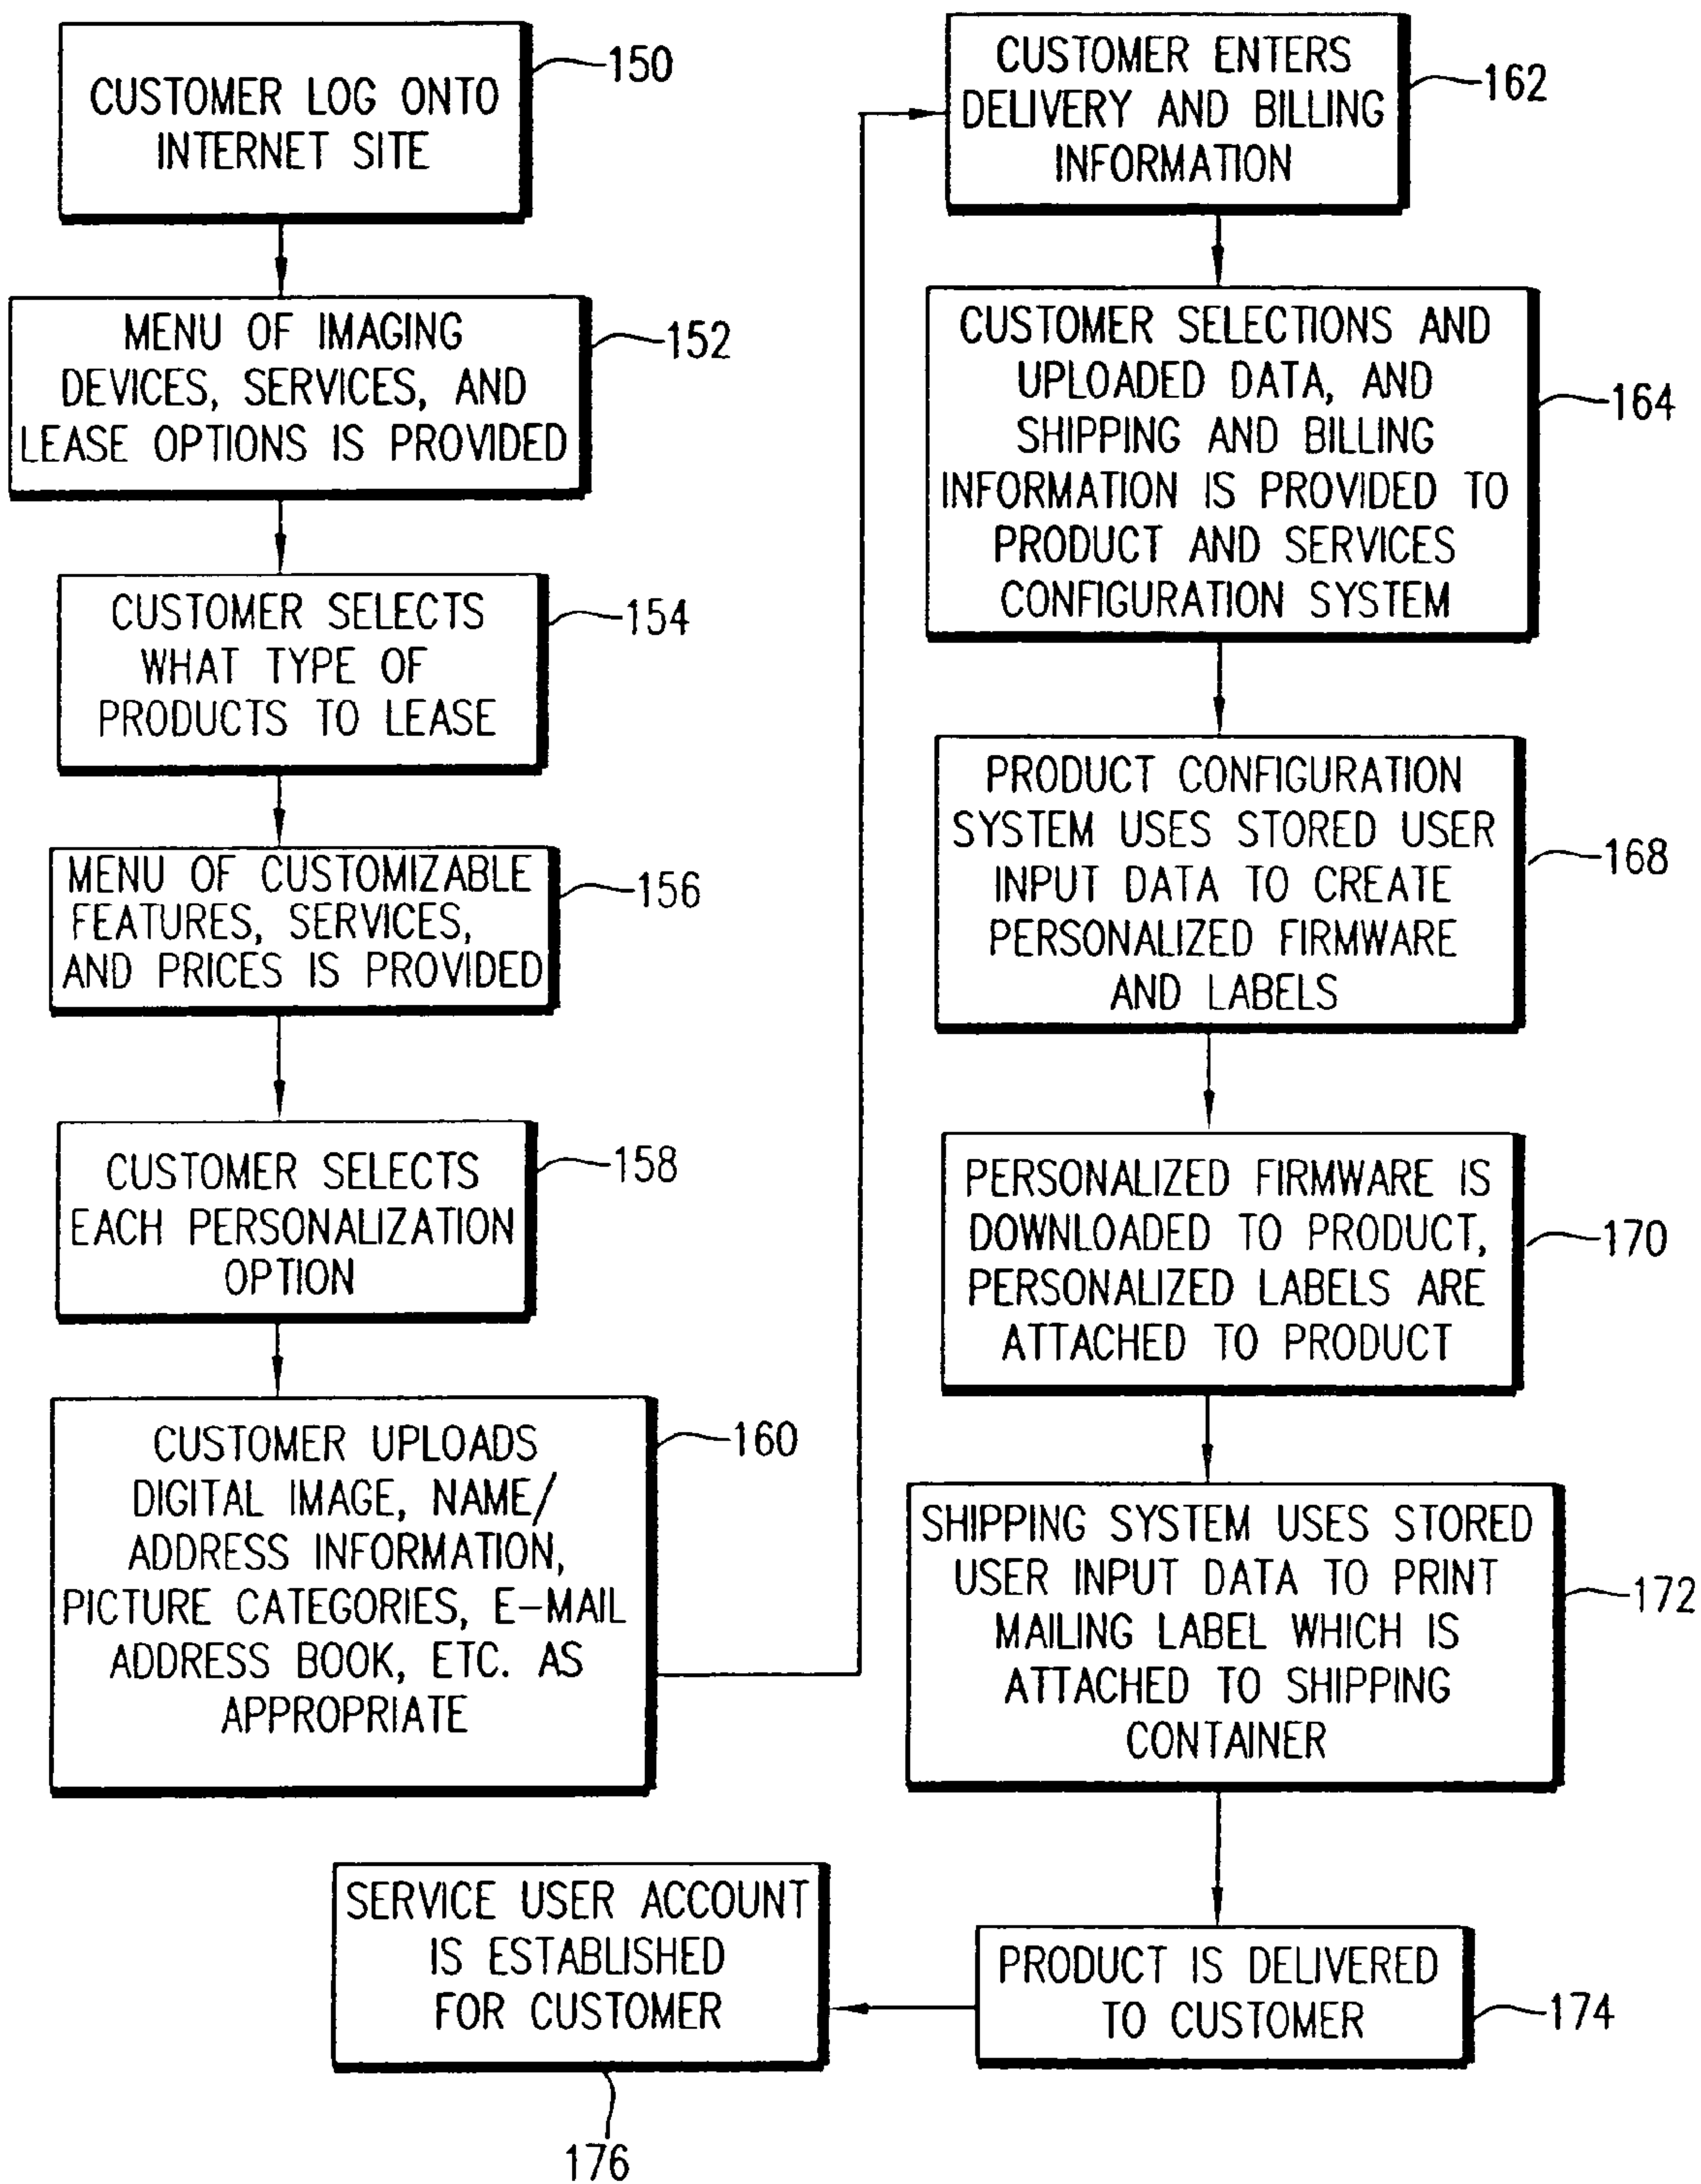 CUSTOMER LOG ONTO
INTERNET SITE
150
MENU OF IMAGING
DEVICES, SERVICES, AND
LEASE OPTIONS IS PROVIDED
152
CUSTOMER SELECTS
WHAT TYPE OF
PRODUCTS TO LEASE
154
MENU OF CUSTOMIZABLE
FEATURES, SERVICES,
AND PRICES IS PROVIDED
156
CUSTOMER SELECTS
EACH PERSONALIZATION
OPTION
158
CUSTOMER UPLOADS
DIGITAL IMAGE, NAME/
ADDRESS INFORMATION,
PICTURE CATEGORIES, E-MAIL
ADDRESS BOOK, ETC. AS
APPROPRIATE
160
CUSTOMER ENTERS
DELIVERY AND BILLING
INFORMATION
162
CUSTOMER SELECTIONS AND
UPLOADED DATA, AND
SHIPPING AND BILLING
INFORMATION IS PROVIDED TO
PRODUCT AND SERVICES
CONFIGURATION SYSTEM
164
PRODUCT CONFIGURATION
SYSTEM USES STORED USER
INPUT DATA TO CREATE
PERSONALIZED FIRMWARE
AND LABELS
168
PERSONALIZED FIRMWARE IS
DOWNLOADED TO PRODUCT,
PERSONALIZED LABELS ARE
ATTACHED TO PRODUCT
170
SHIPPING SYSTEM USES STORED
USER INPUT DATA TO PRINT
MAILING LABEL WHICH IS
ATTACHED TO SHIPPING
CONTAINER
172
PRODUCT IS DELIVERED
TO CUSTOMER
174
SERVICE USER ACCOUNT
IS ESTABLISHED
FOR CUSTOMER
176